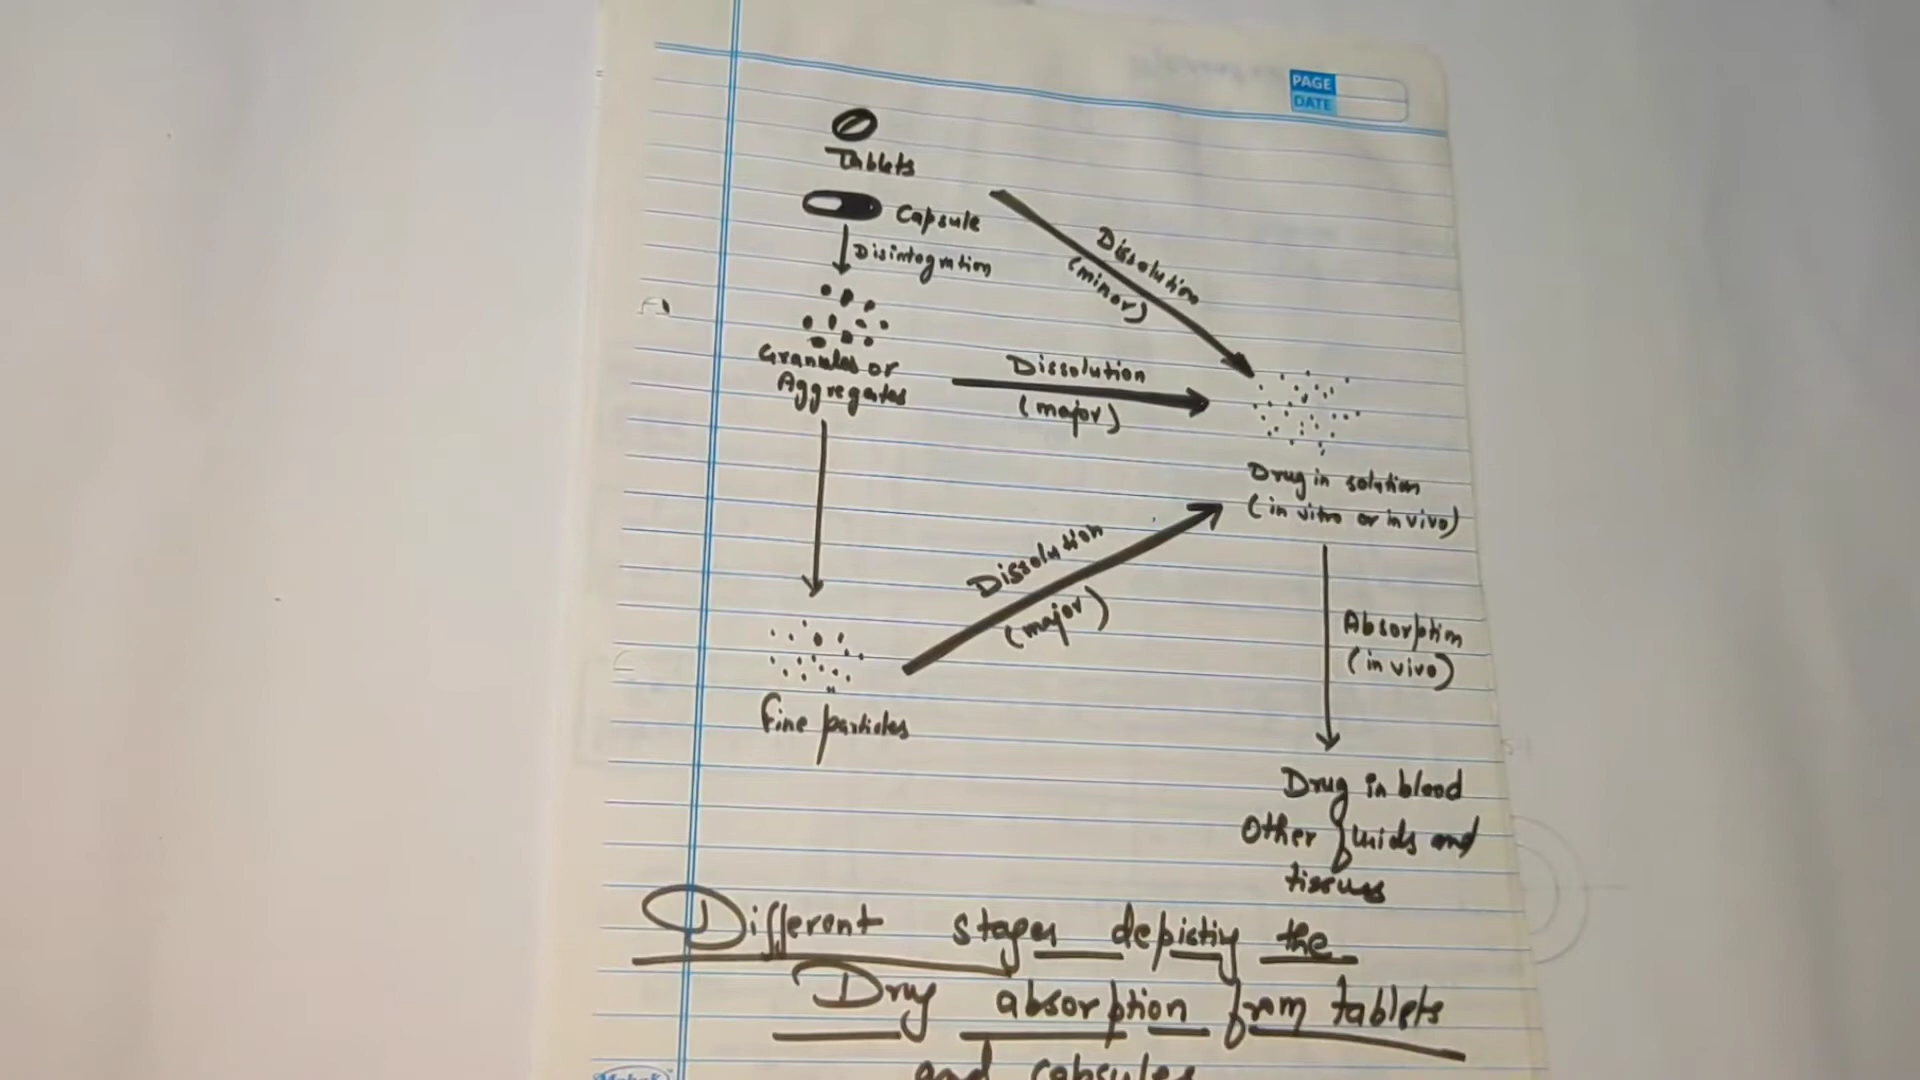 PAGE
DATE
Tablets
Capsule
Disintegration
Dissolution
(minor)
Granules or
Aggregates
Dissolution
(major)
Drug in solution
(in vitro or in vivo)
Dissolution
(major)
Absorption
(in vivo)
fine particles
Drug in blood
Other fluids and
tissues
Different stages depicting the
Drug absorption from tablets
and capsules